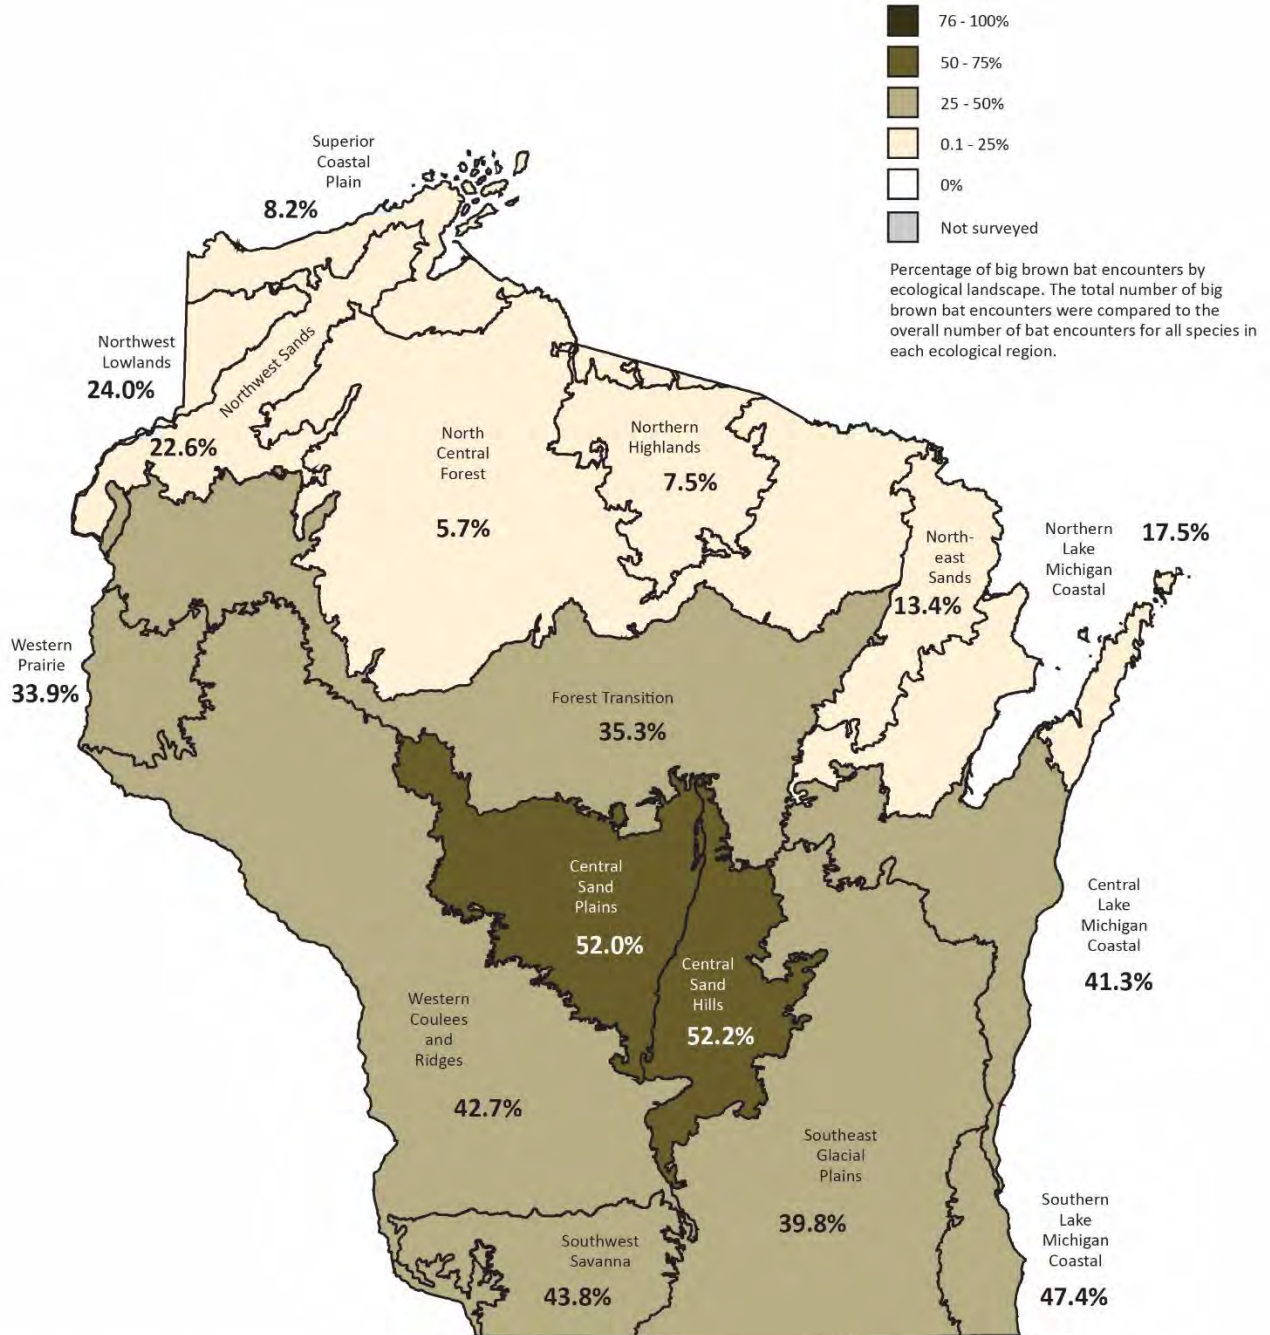 76 - 100%
50 - 75%
25 - 50%
0.1 - 25%
0%
Not surveyed
Percentage of big brown bat encounters by
ecological landscape. The total number of big
brown bat encounters were compared to the
overall number of bat encounters for all species in
each ecological region.
Superior
Coastal
Plain
8.2%
Northwest
Lowlands
24.0%
Northwest Sands
22.6%
North
Central
Forest
5.7%
Northern
Highlands
7.5%
North-
east
Sands
13.4%
Northern
Lake
Michigan
Coastal
17.5%
Western
Prairie
33.9%
Forest Transition
35.3%
Central
Sand
Plains
52.0%
Central
Sand
Hills
52.2%
Central
Lake
Michigan
Coastal
41.3%
Western
Coulees
and
Ridges
42.7%
Southeast
Glacial
Plains
39.8%
Southwest
Savanna
43.8%
Southern
Lake
Michigan
Coastal
47.4%